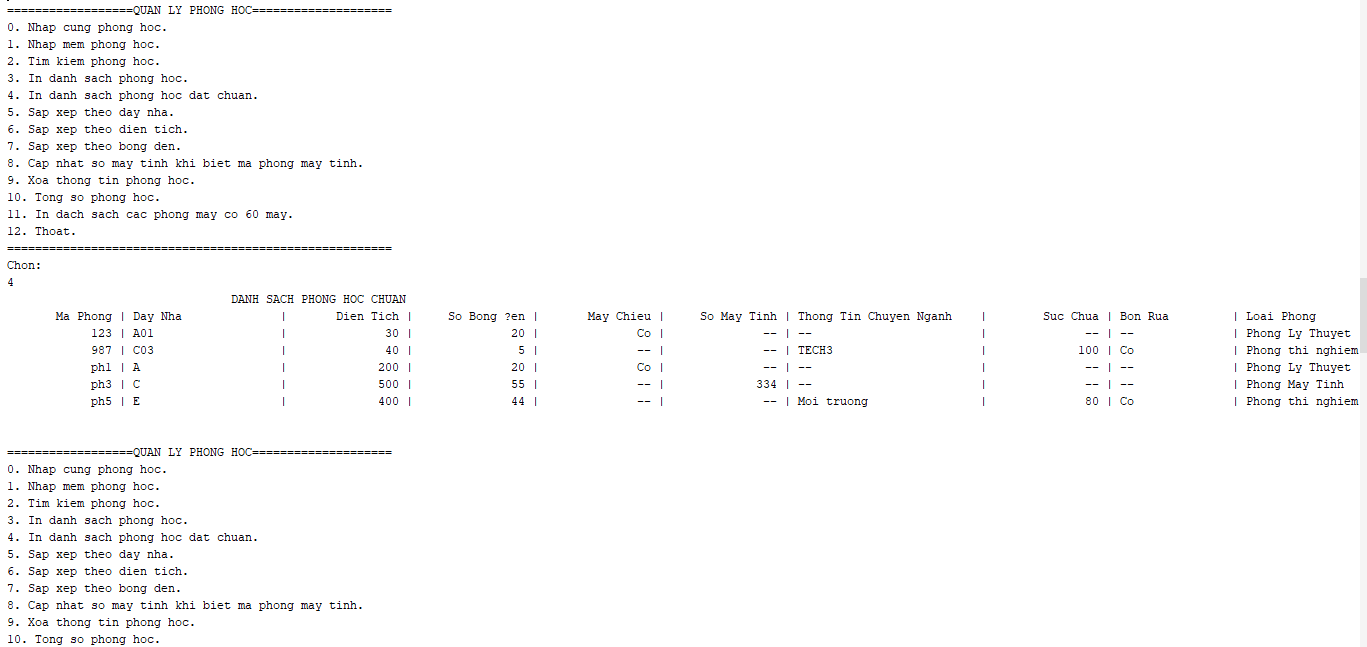 ==================QUAN LY PHONG HOC====================
0. Nhap cung phong hoc.
1. Nhap mem phong hoc.
2. Tim kiem phong hoc.
3. In danh sach phong hoc.
4. In danh sach phong hoc dat chuan.
5. Sap xep theo day nha.
6. Sap xep theo dien tich.
7. Sap xep theo bong den.
8. Cap nhat so may tinh khi biet ma phong may tinh.
9. Xoa thong tin phong hoc.
10. Tong so phong hoc.
11. In dach sach cac phong may co 60 may.
12. Thoat.
=======================================================
Chon:
4
DANH SACH PHONG HOC CHUAN
Ma Phong | Day Nha | Dien Tich | So Bong ?en | May Chieu | So May Tinh | Thong Tin Chuyen Nganh | Suc Chua | Bon Rua | Loai Phong
123 | A01 | 30 | 20 | Co | -- | -- | -- | -- | Phong Ly Thuyet
987 | C03 | 40 | 5 | -- | -- | TECH3 | 100 | Co | Phong thi nghiem
ph1 | A | 200 | 20 | Co | -- | -- | -- | -- | Phong Ly Thuyet
ph3 | C | 500 | 55 | -- | 334 | -- | -- | -- | Phong May Tinh
ph5 | E | 400 | 44 | -- | -- | Moi truong | 80 | Co | Phong thi nghiem
==================QUAN LY PHONG HOC====================
0. Nhap cung phong hoc.
1. Nhap mem phong hoc.
2. Tim kiem phong hoc.
3. In danh sach phong hoc.
4. In danh sach phong hoc dat chuan.
5. Sap xep theo day nha.
6. Sap xep theo dien tich.
7. Sap xep theo bong den.
8. Cap nhat so may tinh khi biet ma phong may tinh.
9. Xoa thong tin phong hoc.
10. Tong so phong hoc.